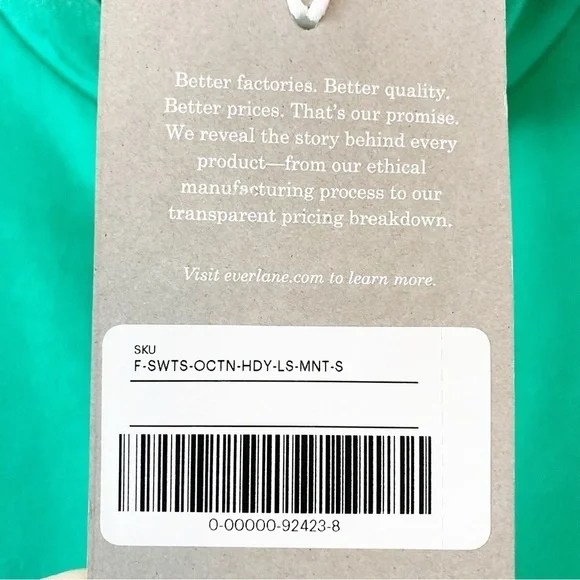 Better factories. Better quality.
Better prices. That's our promise.
We reveal the story behind every
product—from our ethical
manufacturing process to our
transparent pricing breakdown.
Visit everlane.com to learn more.
SKU
F-SWTS-OCTN-HDY-LS-MNT-S
0-00000-92423-8